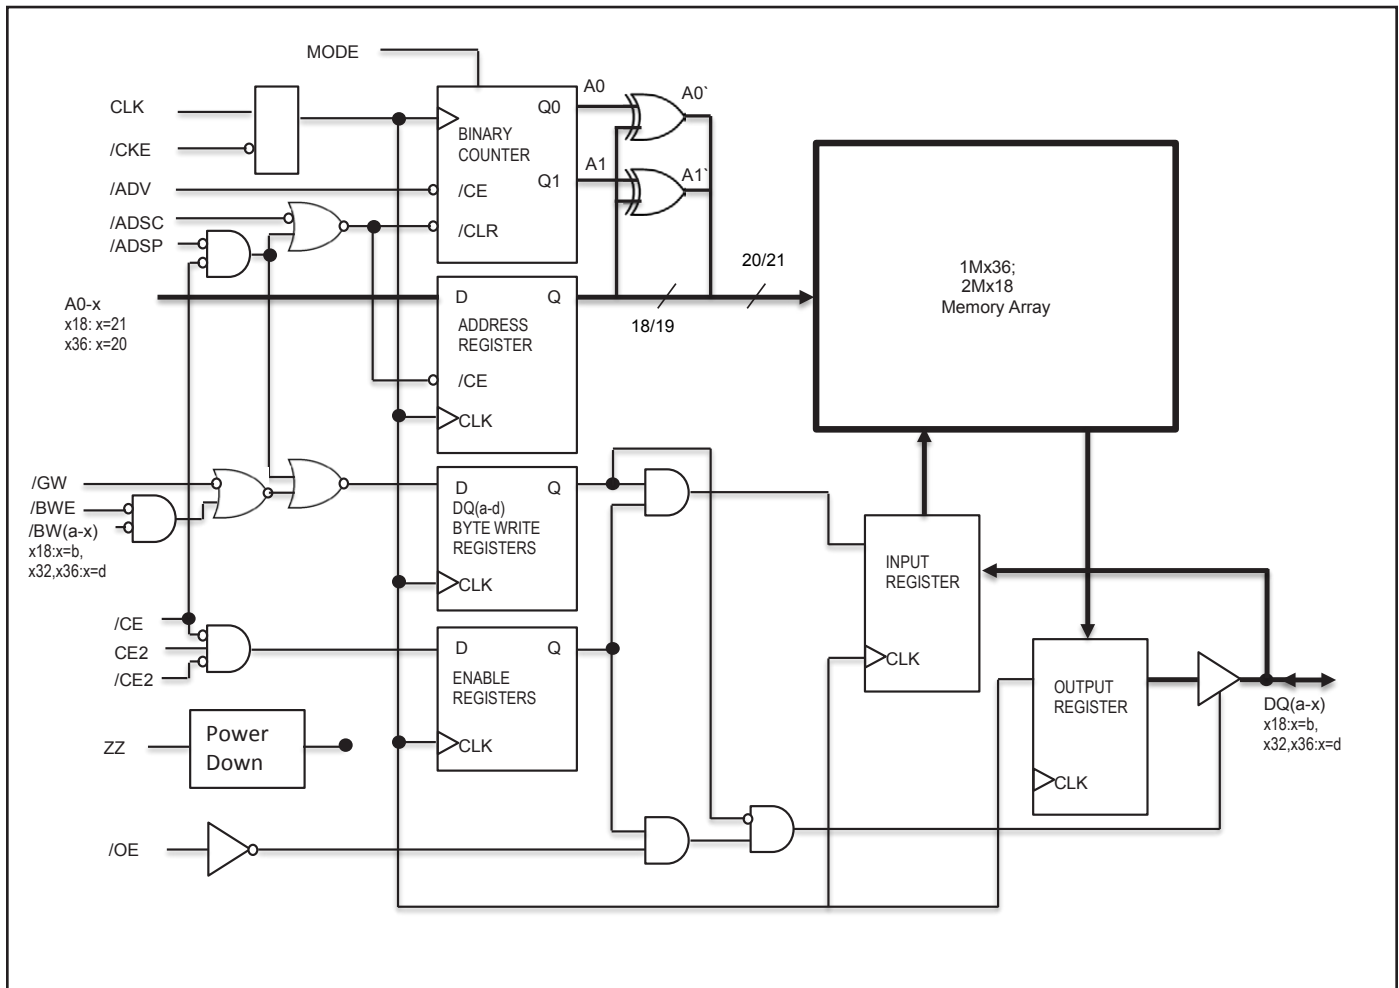 MODE
CLK
/CKE
/ADV
/ADSC
/ADSP
A0-x
x18: x=21
x36: x=20
/GW
/BWE
/BW(a-x)
x18:x=b,
x32,x36:x=d
/CE
CE2
/CE2
ZZ
Power
Down
/OE
Q0
BINARY
COUNTER
Q1
/CE
/CLR
A0
A0`
A1
A1`
D Q
ADDRESS
REGISTER
/CE
CLK
18/19
20/21
1Mx36;
2Mx18
Memory Array
D Q
DQ(a-d)
BYTE WRITE
REGISTERS
CLK
D Q
ENABLE
REGISTERS
CLK
INPUT
REGISTER
CLK
OUTPUT
REGISTER
CLK
DQ(a-x)
x18:x=b,
x32,x36:x=d